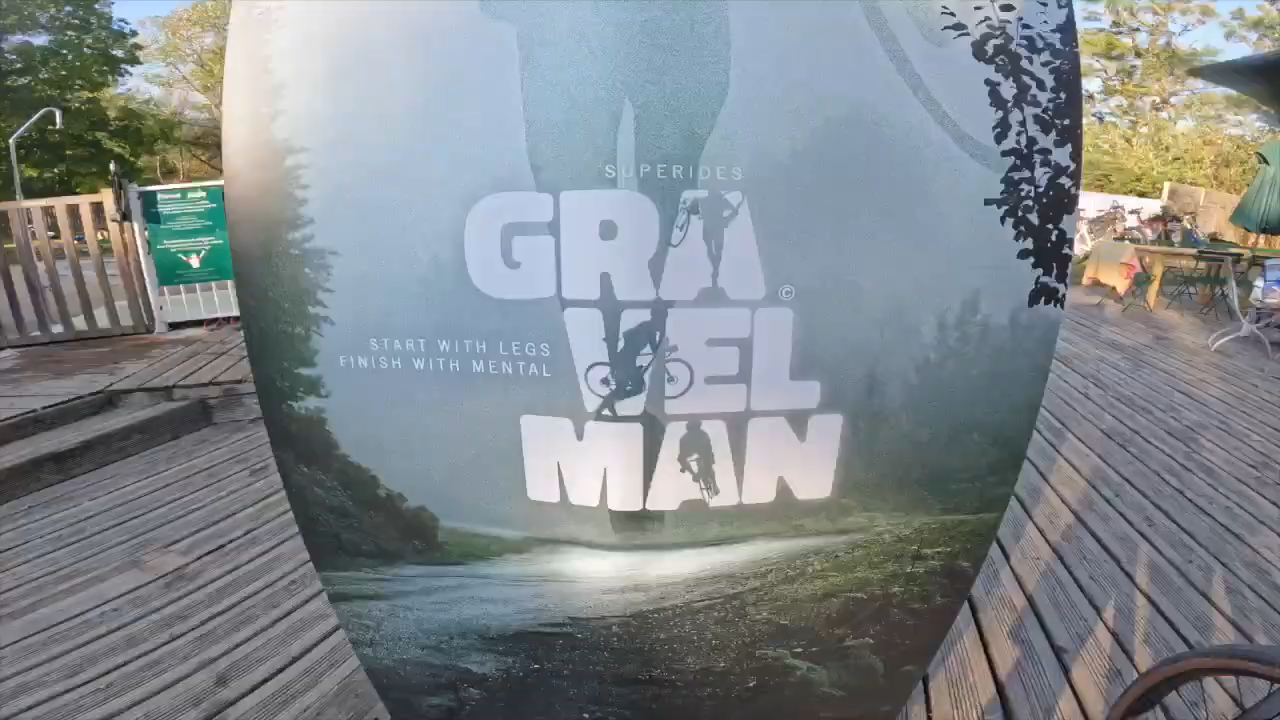 SUPERIDES
GRA
©
VEL
START WITH LEGS
FINISH WITH MENTAL
MAN